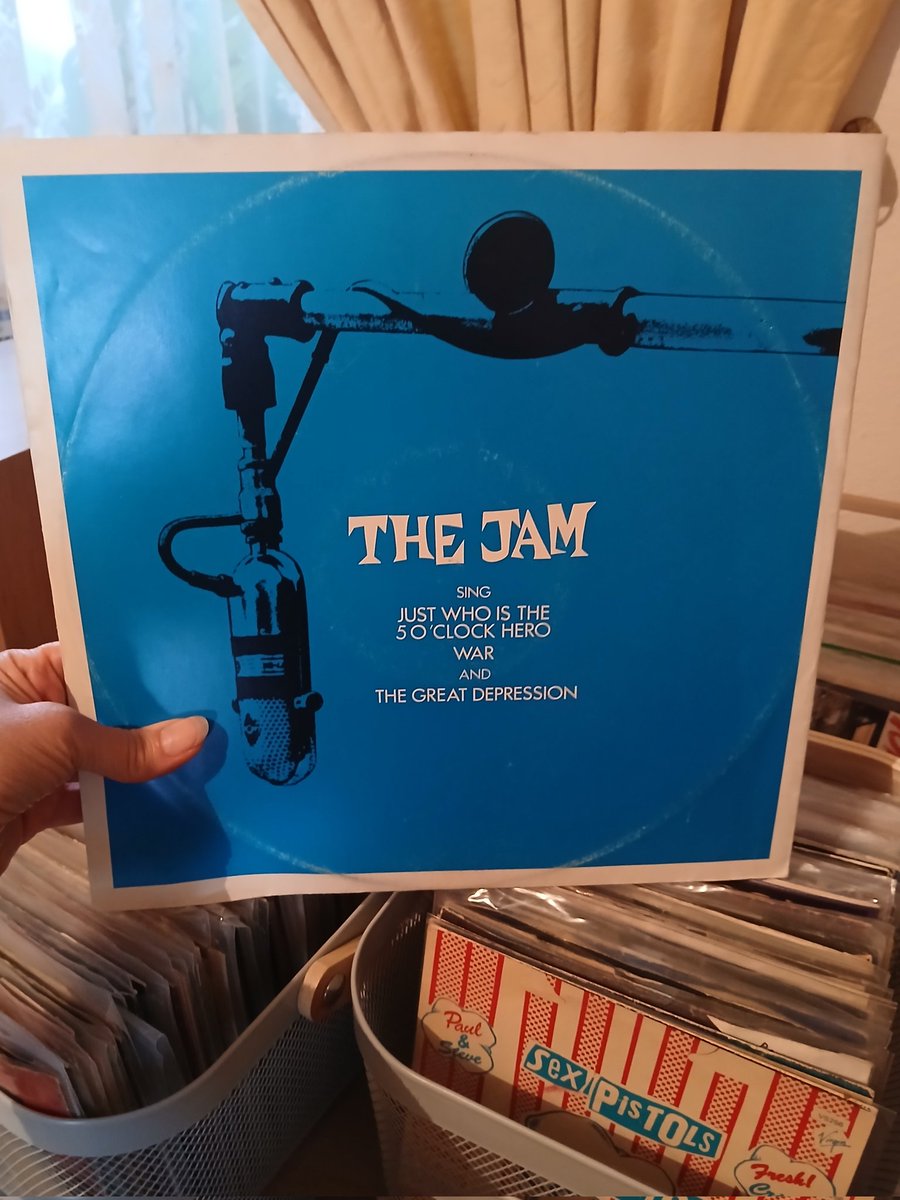 THE JAM
SING
JUST WHO IS THE
5 O'CLOCK HERO
WAR
AND
THE GREAT DEPRESSION
Paul
&
Steve
SEX PISTOLS
Fresh!